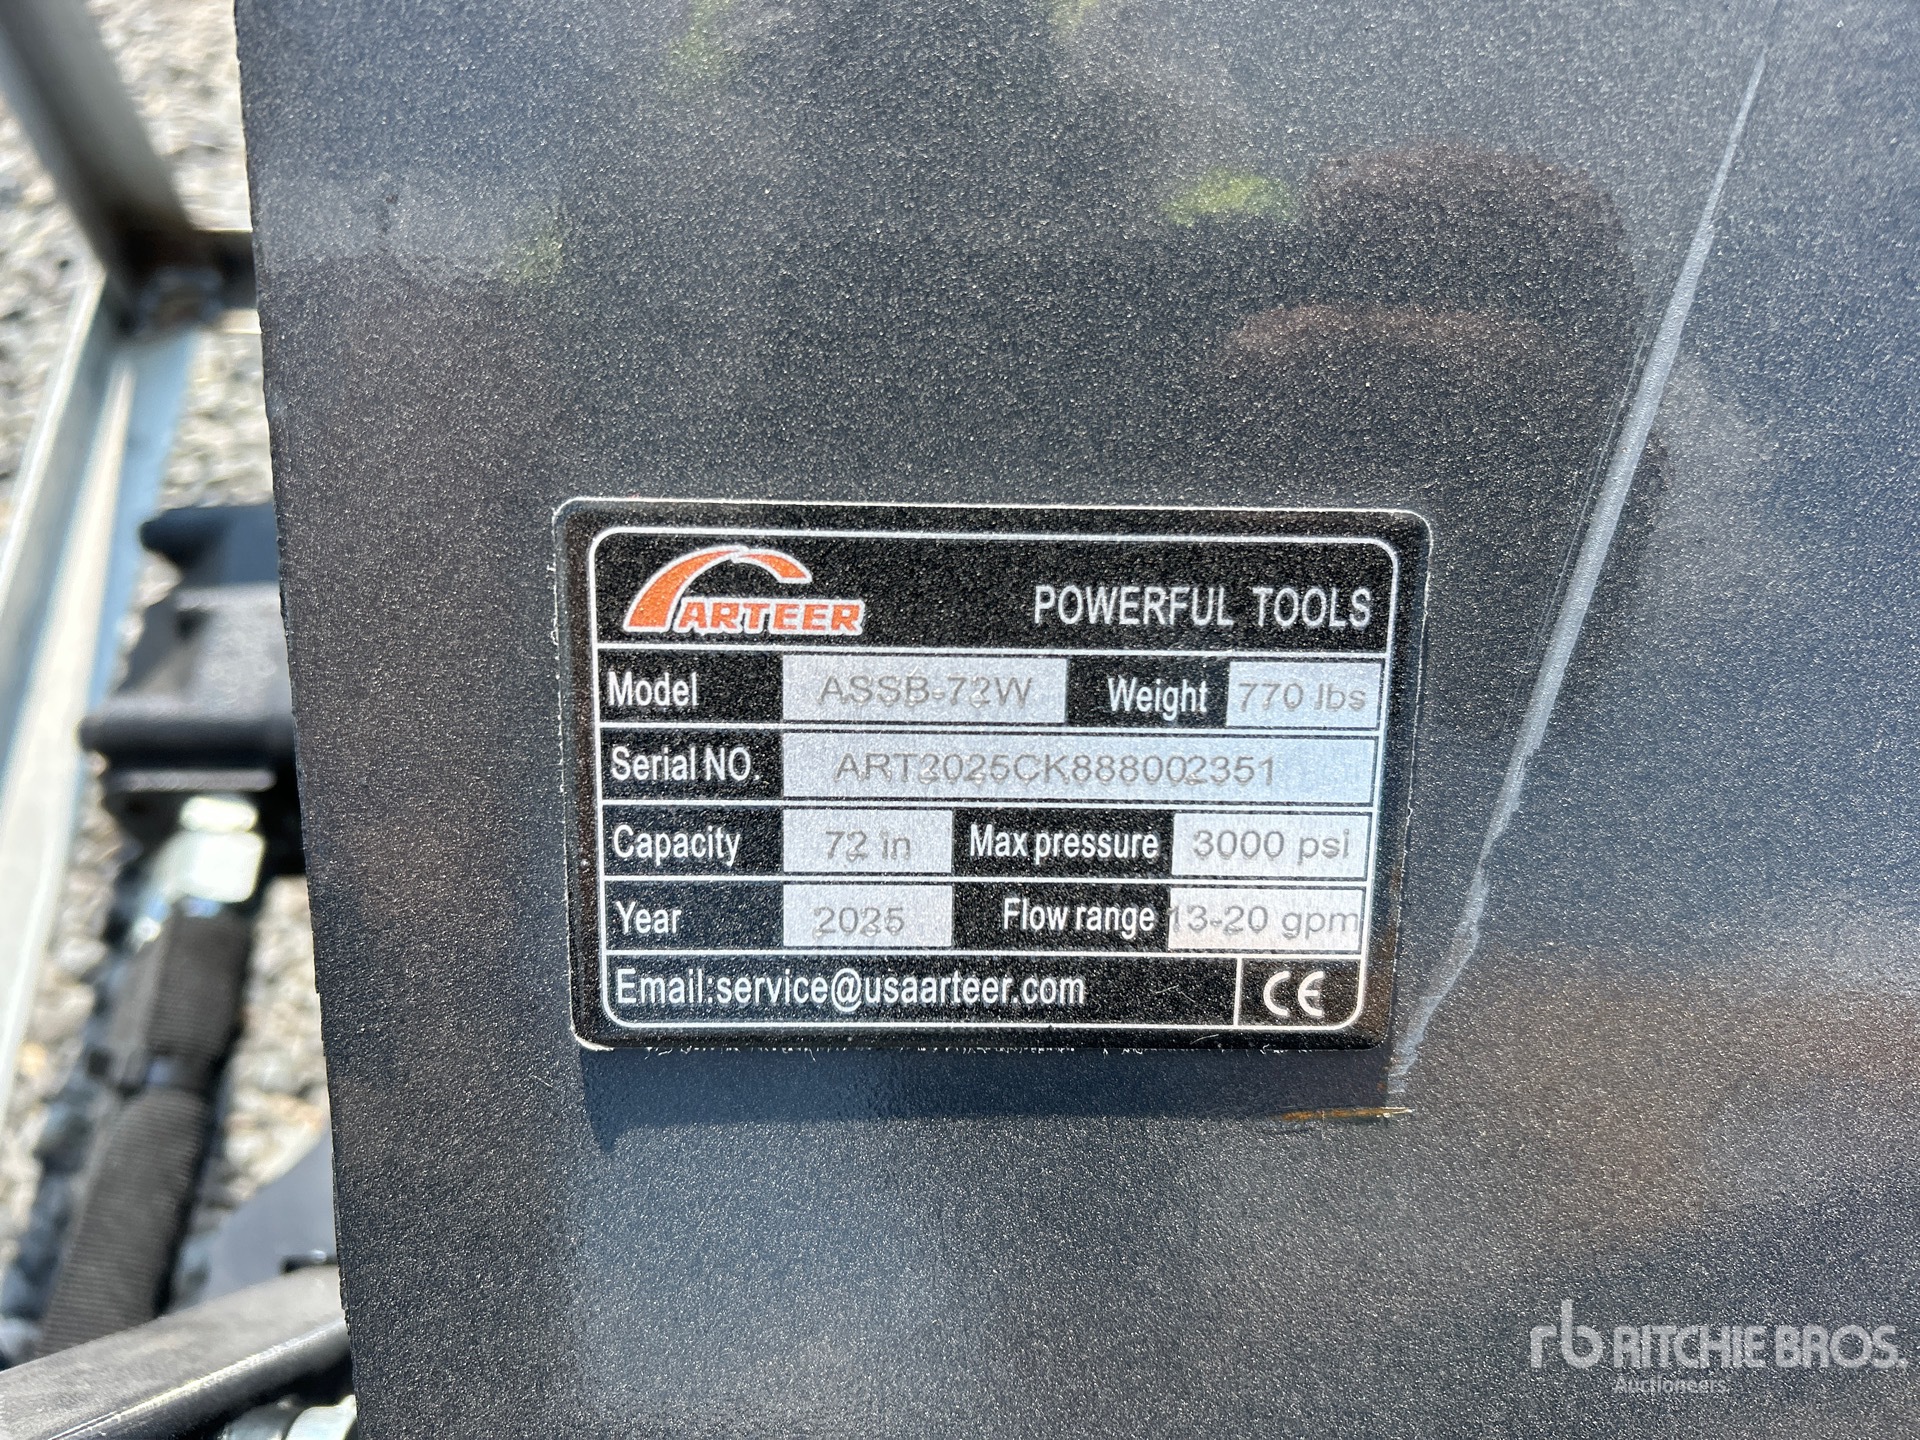 ARTEER POWERFUL TOOLS
Model ASSB-72W Weight 770 lbs
Serial NO. ART2025CK888002351
Capacity 72 in Max pressure 3000 psi
Year 2025 Flow range 13-20 gpm
Email:service@usaarteer.com CE
rb RITCHIE BROS.
Auctioneers